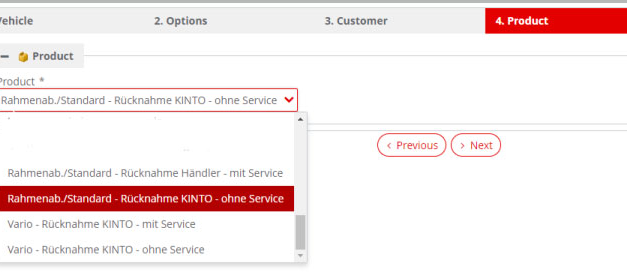 2. Options
3. Customer
4. Product
Product
Product *
Rahmenab./Standard - Rücknahme KINTO - ohne Service
Rahmenab./Standard - Rücknahme Händler - mit Service
Rahmenab./Standard - Rücknahme KINTO - ohne Service
Vario - Rücknahme KINTO - mit Service
Vario - Rücknahme KINTO - ohne Service
< Previous
> Next